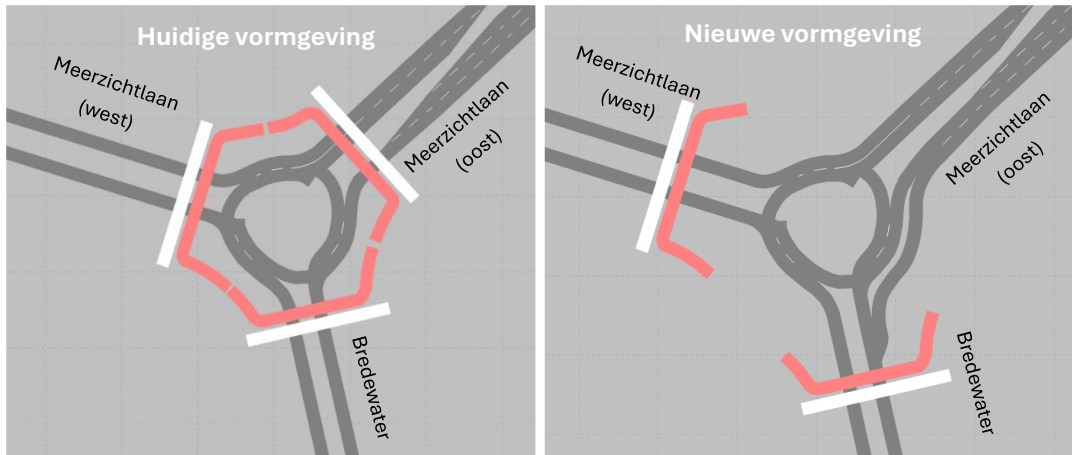 Huidige vormgeving
Meerzichtlaan
(west)
Meerzichtlaan
(oost)
Bredewater
Nieuwe vormgeving
Meerzichtlaan
(west)
Meerzichtlaan
(oost)
Bredewater